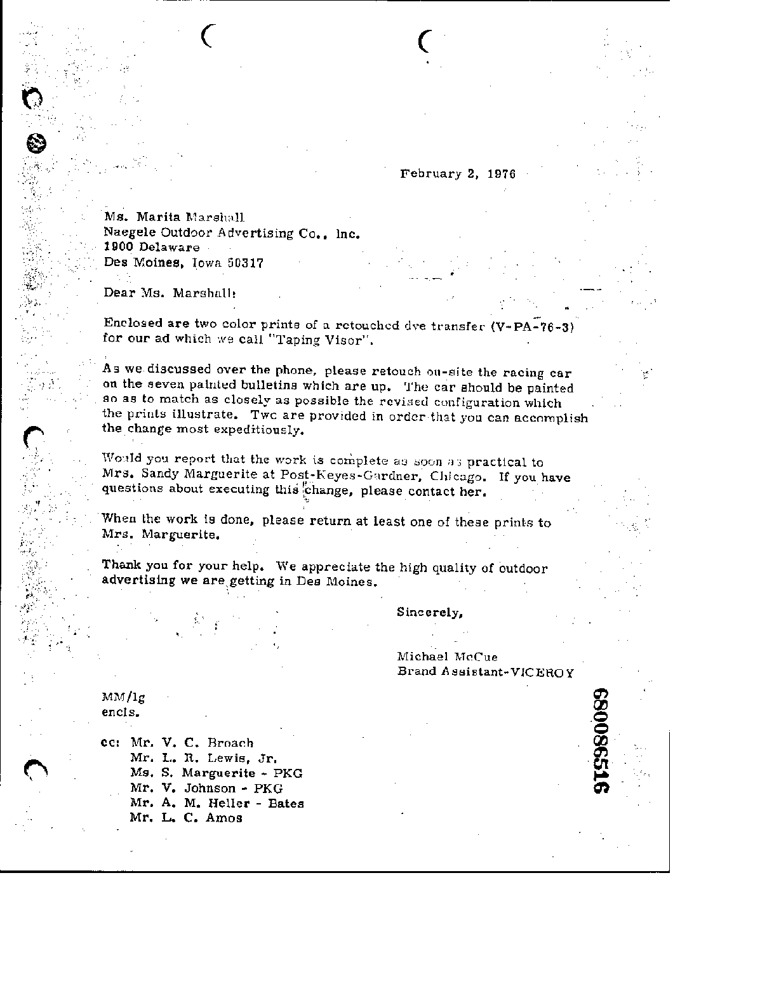 February 2, 1976
Ms. Marita Marshall
Naegele Outdoor Advertising Co., Inc.
1900 Delaware
Des Moines, Iowa 50317
Dear Ms. Marshall:
Enclosed are two color prints of a retouched dye transfer (V-PA-76-3)
for our ad which we call "Taping Visor".
As we discussed over the phone, please retouch on-site the racing car
on the seven painted bulletins which are up. The car should be painted
so as to match as closely as possible the revised configuration which
the prints illustrate. Two are provided in order that you can accomplish
the change most expeditiously.
Would you report that the work is complete as soon as practical to
Mrs. Sandy Marguerite at Post-Keyes-Gardner, Chicago. If you have
questions about executing this change, please contact her.
When the work is done, please return at least one of these prints to
Mrs. Marguerite.
Thank you for your help. We appreciate the high quality of outdoor
advertising we are getting in Des Moines.
Sincerely,
Michael McCue
Brand Assistant-VICEROY
MM/lg
encls.
cc: Mr. V. C. Broach
Mr. L. R. Lewis, Jr.
Ms. S. Marguerite - PKG
Mr. V. Johnson - PKG
Mr. A. M. Heller - Bates
Mr. L. C. Amos
680086516